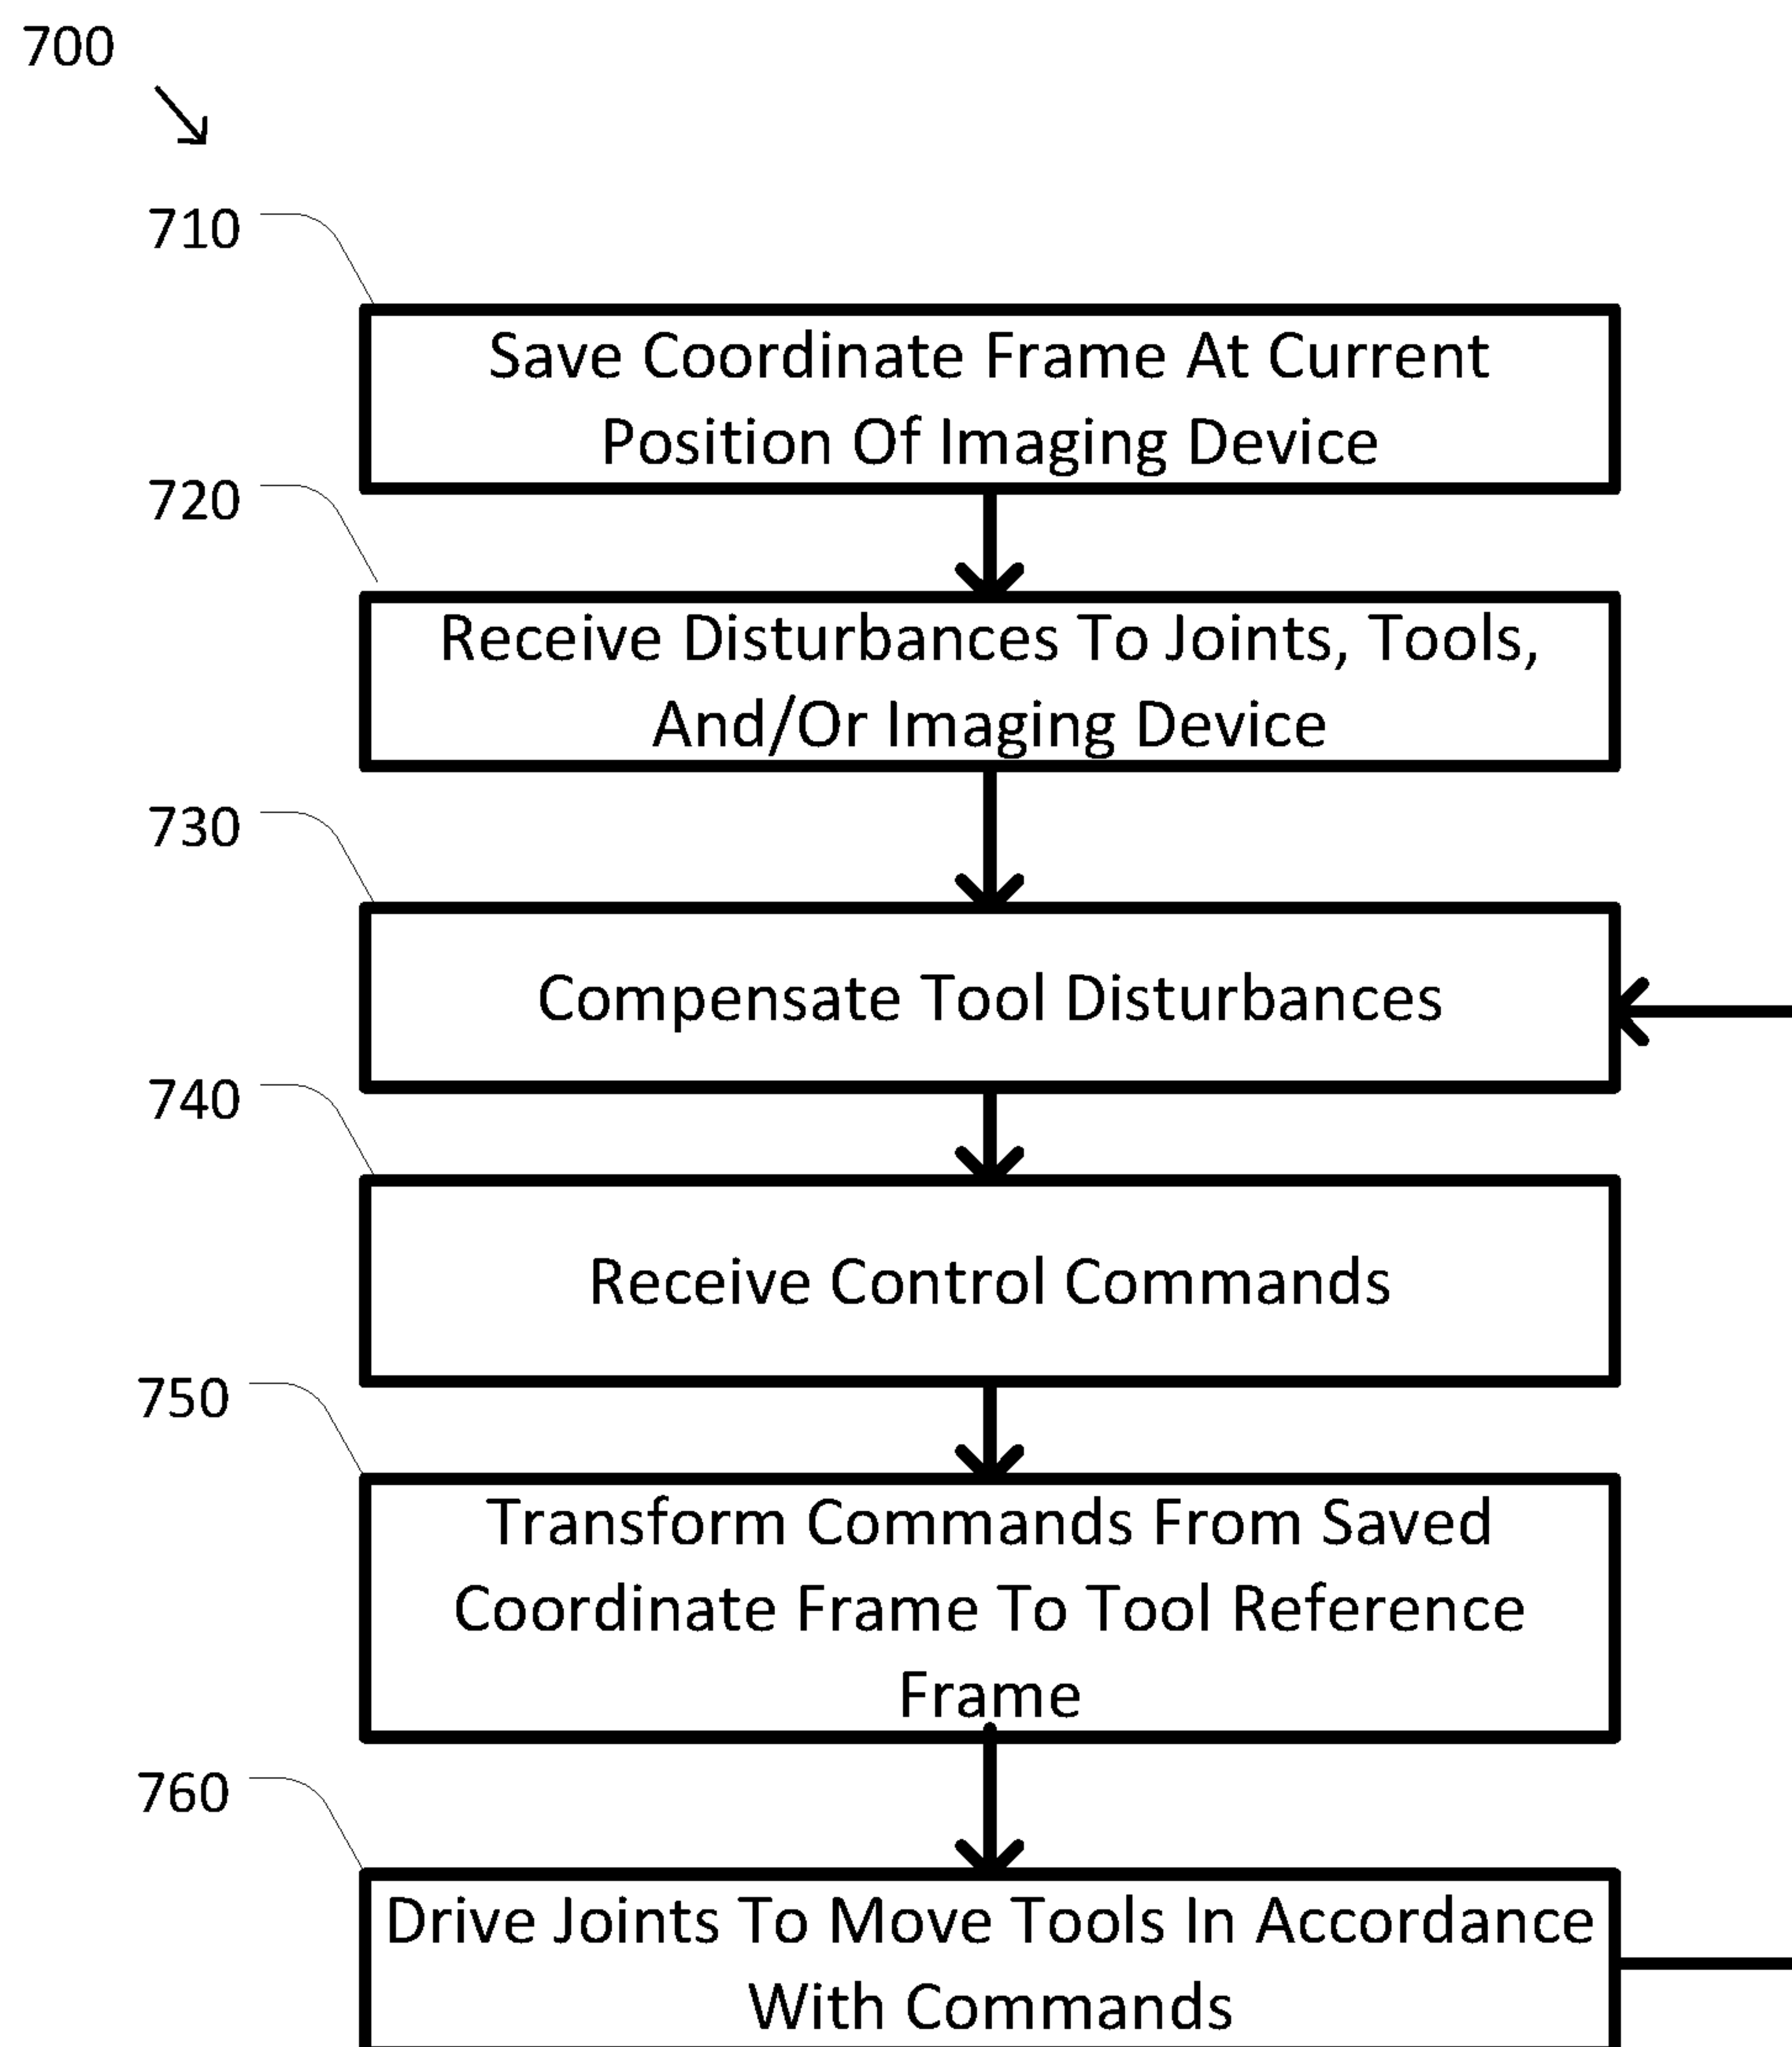 700
710
Save Coordinate Frame At Current
Position Of Imaging Device
720
Receive Disturbances To Joints, Tools,
And/Or Imaging Device
730
Compensate Tool Disturbances
740
Receive Control Commands
750
Transform Commands From Saved
Coordinate Frame To Tool Reference
Frame
760
Drive Joints To Move Tools In Accordance
With Commands